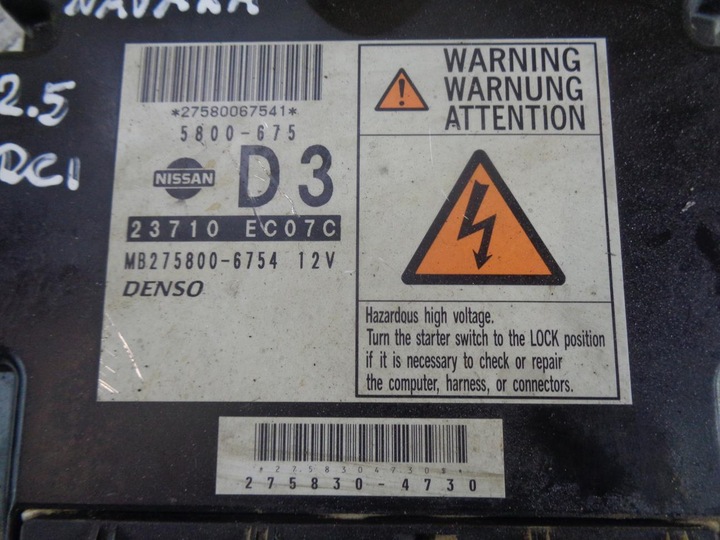 NAVARA
2.5
DCI
*27580067541*
5800-675
NISSAN D3
23710 EC07C
MB275800-6754 12V
DENSO
WARNING
WARNUNG
ATTENTION
Hazardous high voltage.
Turn the starter switch to the LOCK position
if it is necessary to check or repair
the computer, harness, or connectors.
*2758304730*
275830-4730